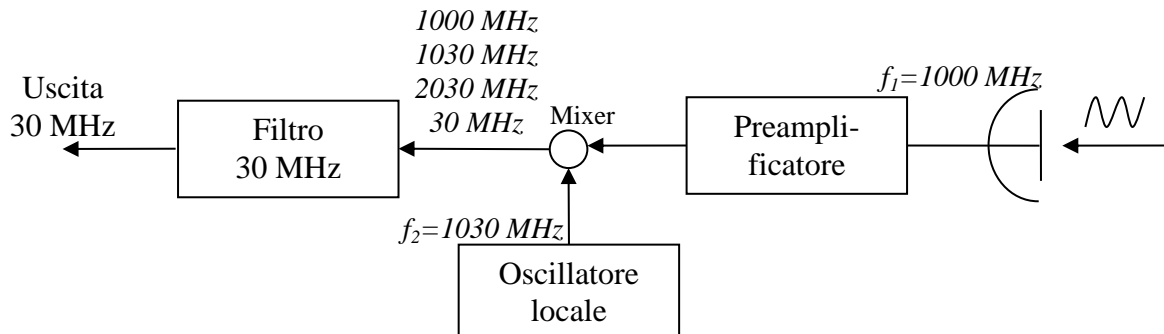 1000 MHz
1030 MHz
2030 MHz
30 MHz
Uscita
30 MHz
Filtro
30 MHz
Mixer
Preampli-
ficatore
f1=1000 MHz
f2=1030 MHz
Oscillatore
locale